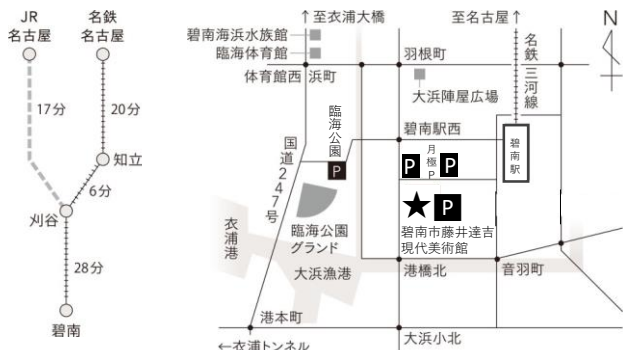 JR
名古屋
名鉄
名古屋
17分
20分
知立
6分
刈谷
28分
碧南
↑至衣浦大橋
至名古屋↑
N
碧南海浜水族館
臨海体育館
体育館西
浜町
羽根町
大浜陣屋広場
名鉄三河線
臨海公園
P
碧南駅西
月極P
P
P
碧南駅
国道247号
臨海公園
グランド
★
P
碧南市藤井達吉
現代美術館
衣浦港
大浜漁港
港橋北
音羽町
港本町
大浜小北
←衣浦トンネル